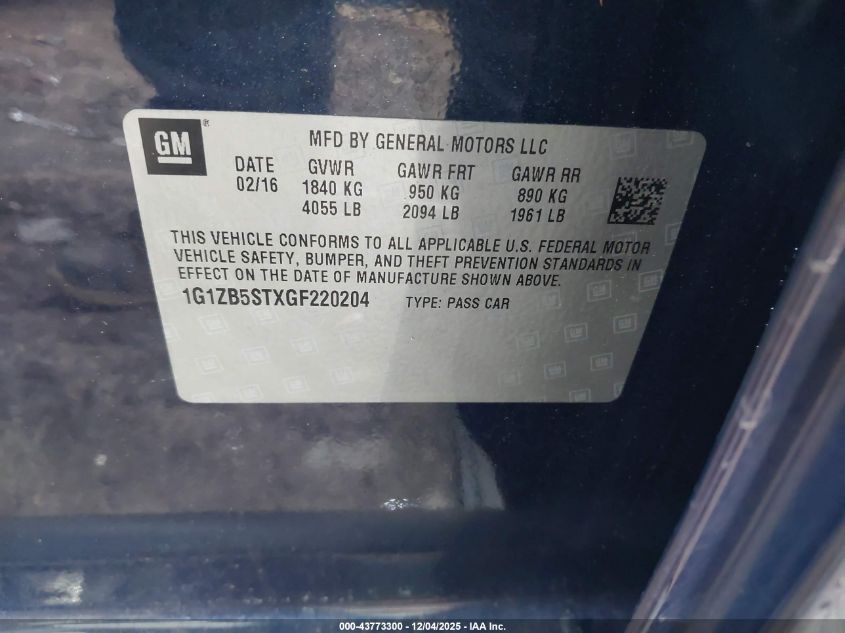 GM ®
MFD BY GENERAL MOTORS LLC
DATE GVWR GAWR FRT GAWR RR
02/16 1840 KG 950 KG 890 KG
4055 LB 2094 LB 1961 LB
THIS VEHICLE CONFORMS TO ALL APPLICABLE U.S. FEDERAL MOTOR
VEHICLE SAFETY, BUMPER, AND THEFT PREVENTION STANDARDS IN
EFFECT ON THE DATE OF MANUFACTURE SHOWN ABOVE.
1G1ZB5STXGF220204 TYPE: PASS CAR
000-43773300 - 12/04/2025 - IAA Inc.